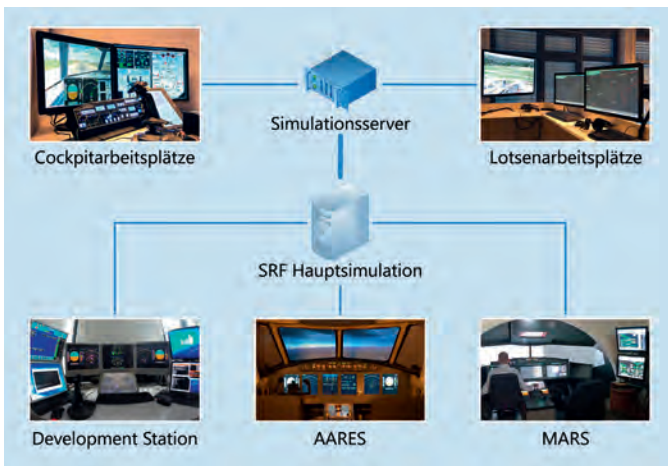 Simulationsserver
Cockpitarbeitsplätze
Lotsenarbeitsplätze
SRF Hauptsimulation
Development Station
AARES
MARS